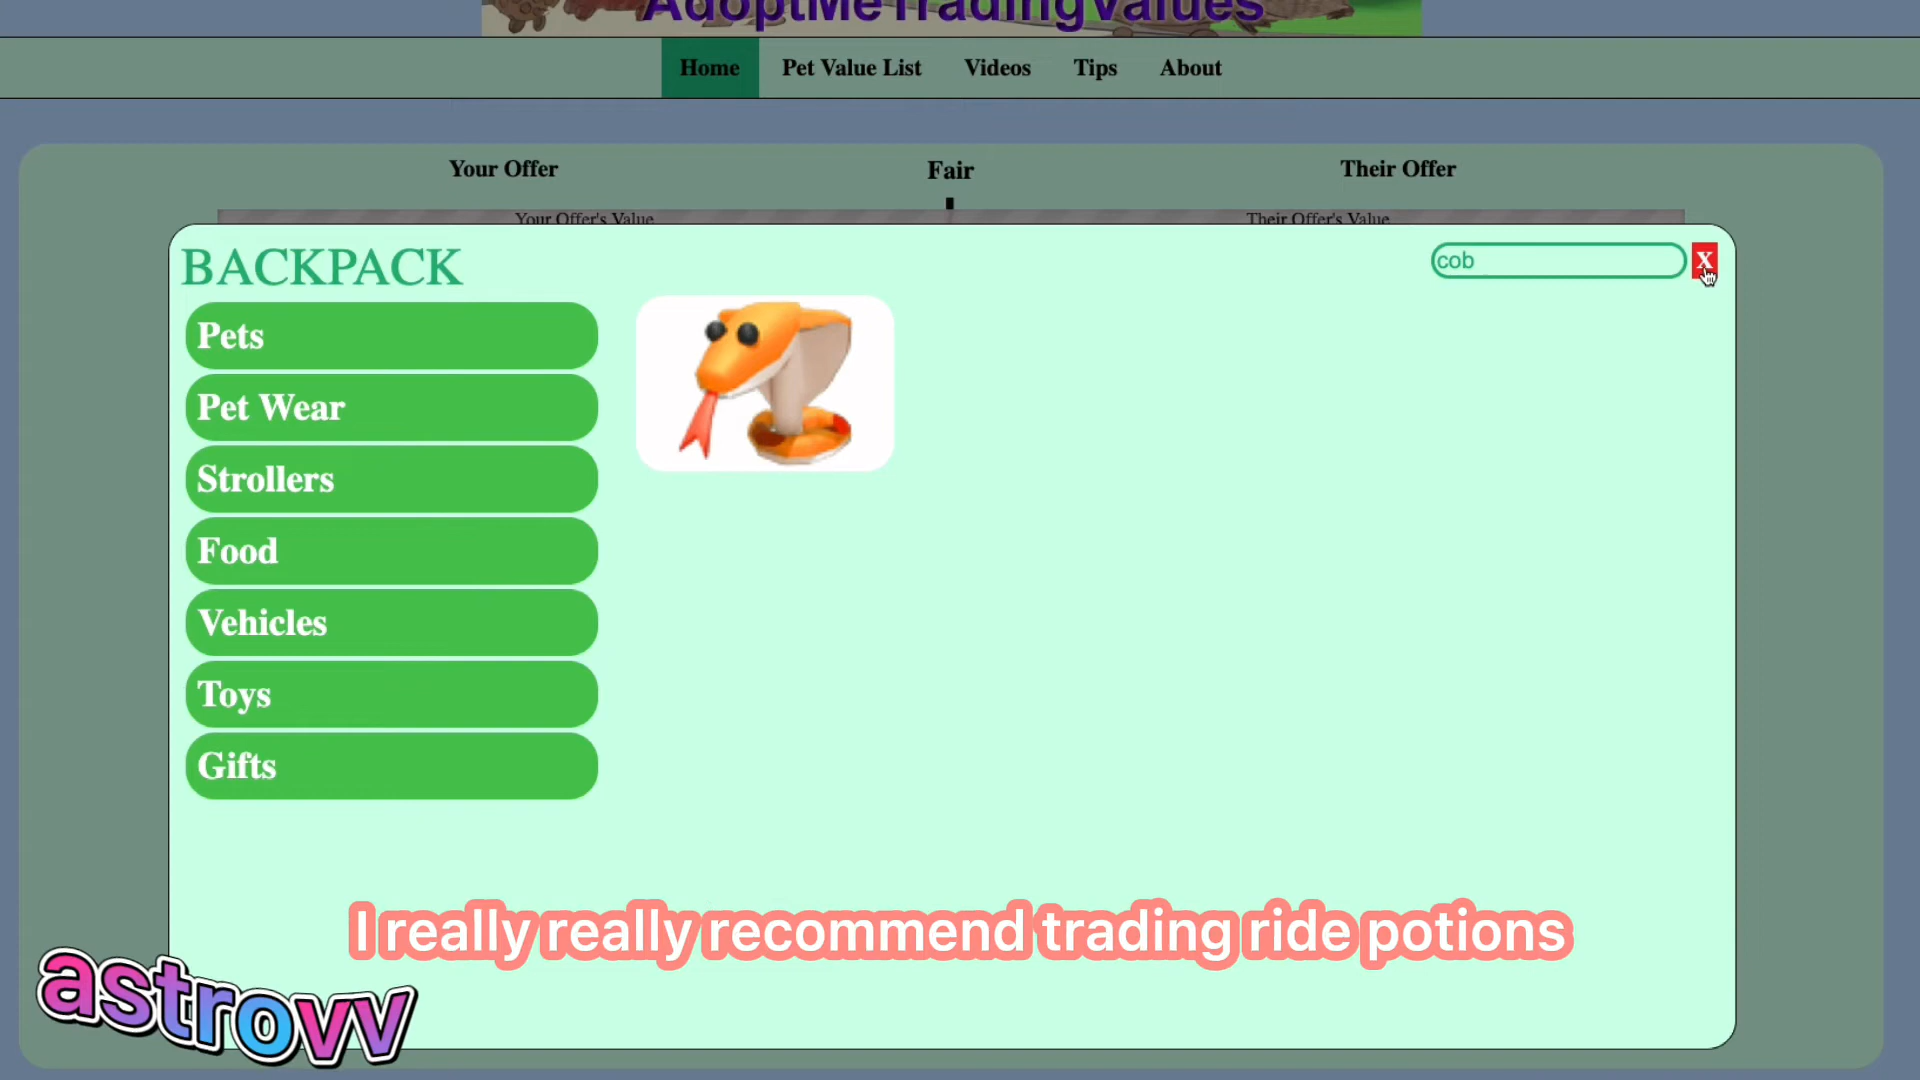 AdoptMeTradingValues
Home Pet Value List Videos Tips About
Your Offer Fair Their Offer
Your Offer's Value Their Offer's Value
BACKPACK
cob X
Pets
Pet Wear
Strollers
Food
Vehicles
Toys
Gifts
I really really recommend trading ride potions
astrovv